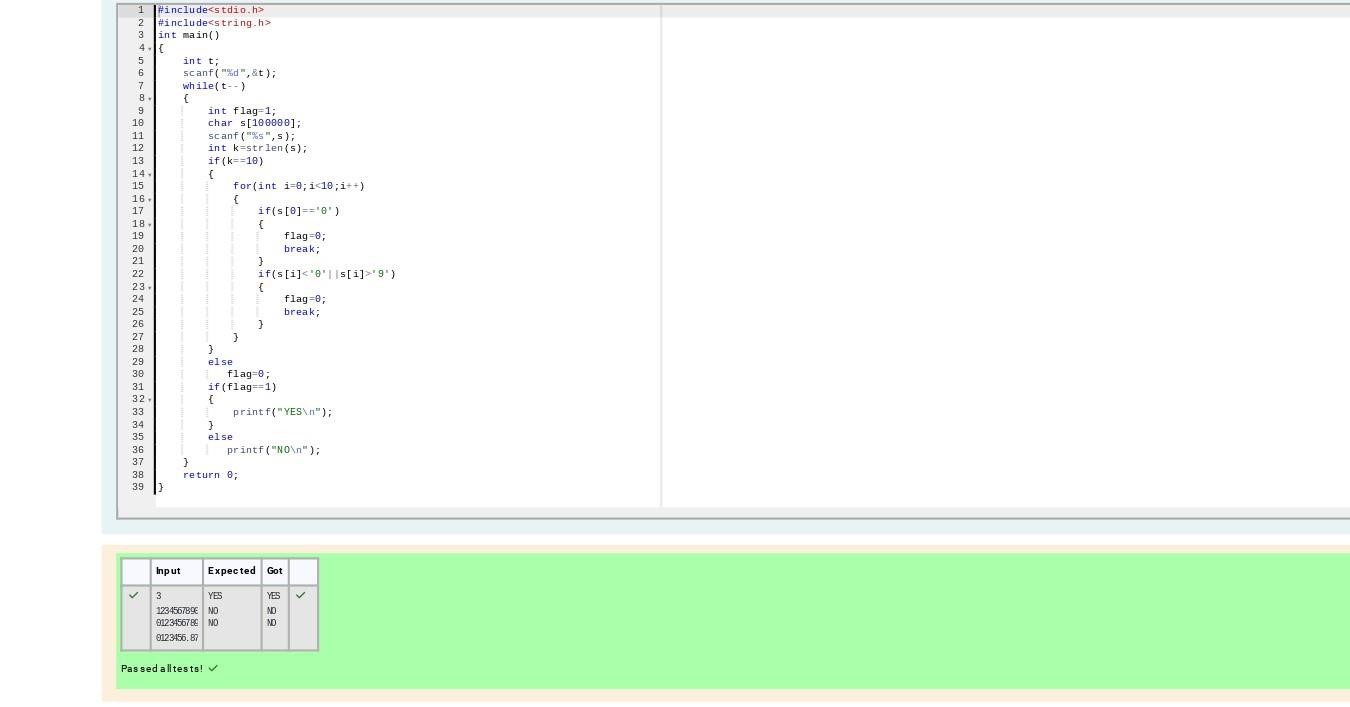 1 #include<stdio.h>
2 #include<string.h>
3 int main()
4 {
5     int t;
6     scanf("%d",&t);
7     while(t--)
8     {
9         int flag=1;
10         char s[100000];
11         scanf("%s",s);
12         int k=strlen(s);
13         if(k==10)
14         {
15             for(int i=0;i<10;i++)
16             {
17                 if(s[0]=='0')
18                 {
19                     flag=0;
20                     break;
21                 }
22                 if(s[i]<'0'||s[i]>'9')
23                 {
24                     flag=0;
25                     break;
26                 }
27             }
28         }
29         else
30            flag=0;
31         if(flag==1)
32         {
33             printf("YES\n");
34         }
35         else
36            printf("NO\n");
37     }
38     return 0;
39 }
Input Expected Got
3 YES YES
1234567890 NO NO
0123456789 NO NO
0123456.87
Passed all tests!